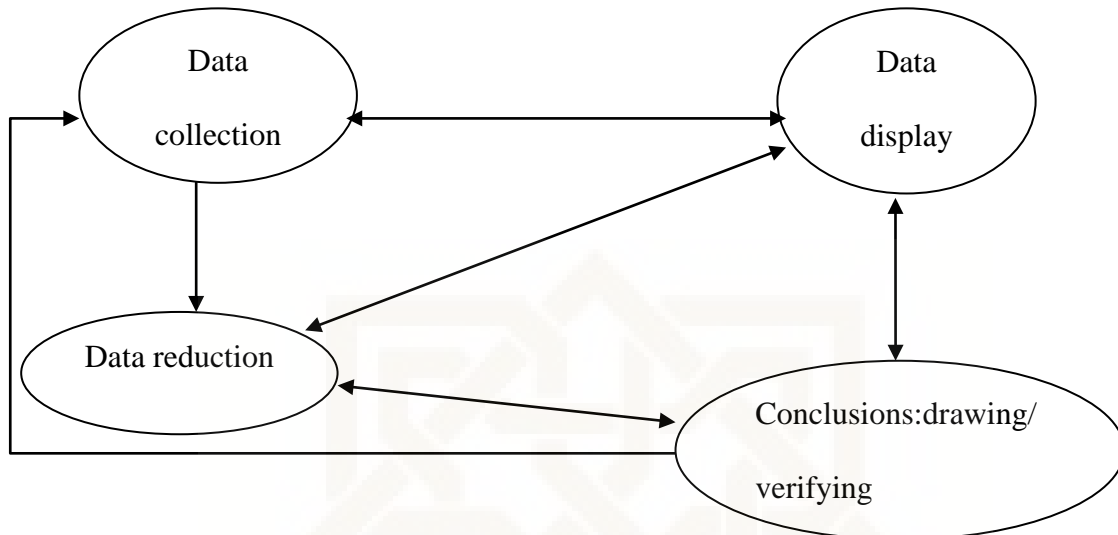 Data
collection
Data
display
Data reduction
Conclusions:drawing/
verifying